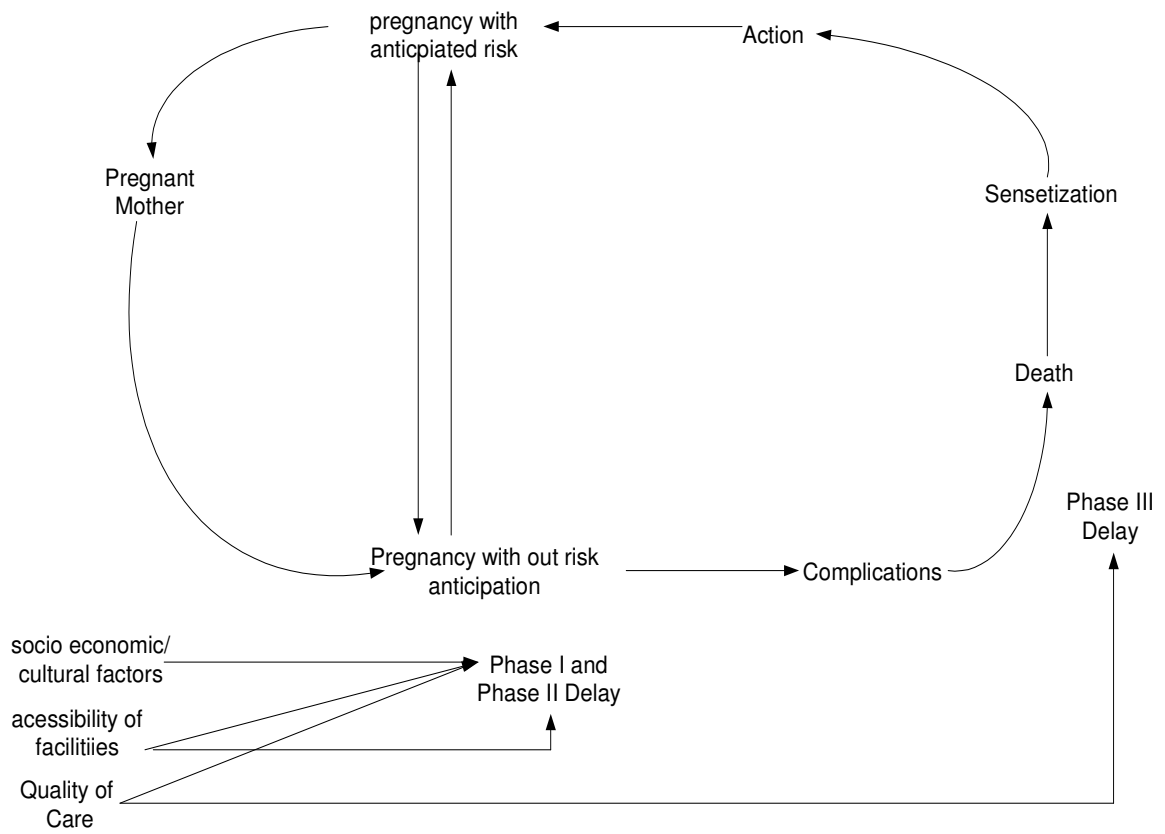 pregnancy with
anticpiated risk
Action
Pregnant
Mother
Sensetization
Death
Phase III
Delay
Pregnancy with out risk
anticipation
Complications
socio economic/
cultural factors
Phase I and
Phase II Delay
acessibility of
facilitiies
Quality of
Care